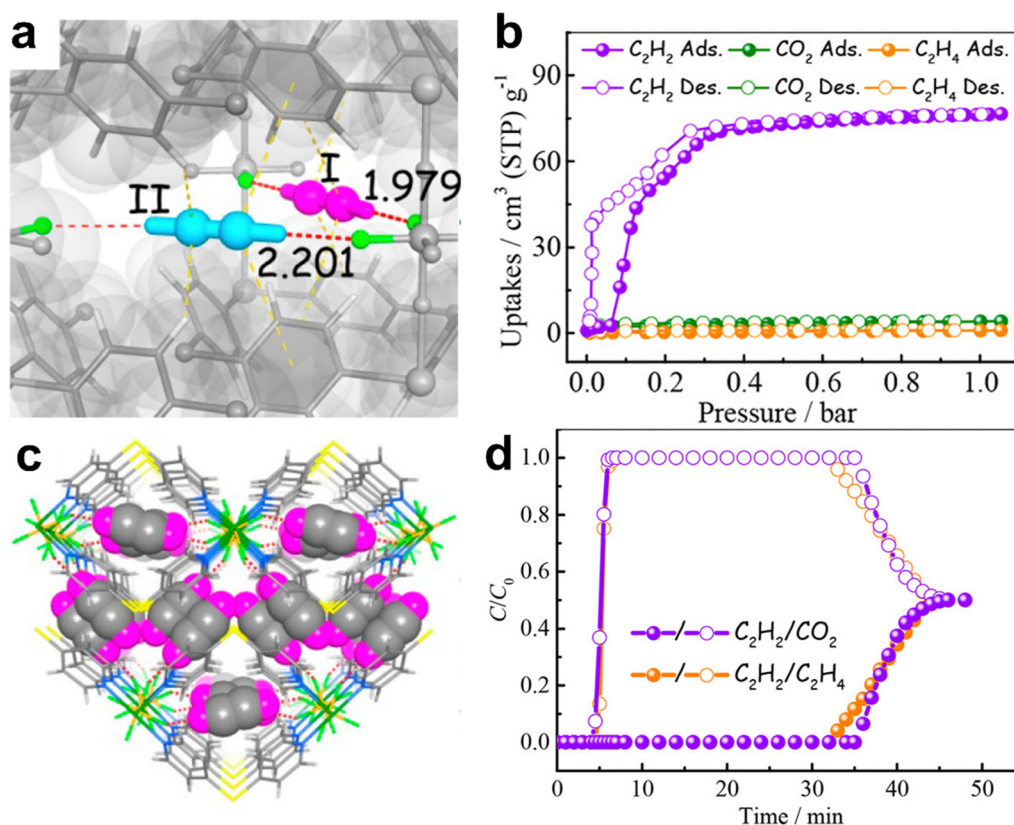 a
I
1.979
II
2.201
b
C₂H₂ Ads. CO₂ Ads. C₂H₄ Ads.
C₂H₂ Des. CO₂ Des. C₂H₄ Des.
Uptakes / cm³ (STP) g⁻¹
90
60
30
0
0.0 0.2 0.4 0.6 0.8 1.0
Pressure / bar
c
d
C/C₀
1.0
0.8
0.6
0.4
0.2
0.0
/ C₂H₂/CO₂
/ C₂H₂/C₂H₄
0 10 20 30 40 50
Time / min